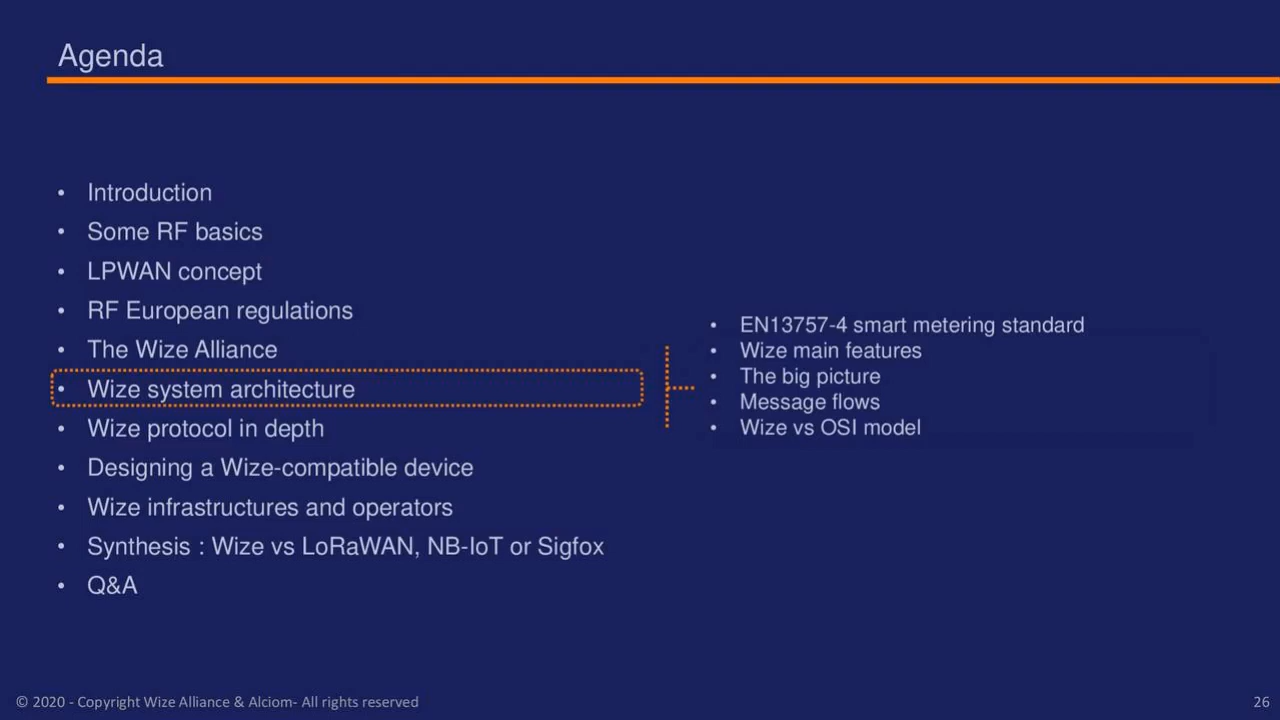 Agenda
• Introduction
• Some RF basics
• LPWAN concept
• RF European regulations
• The Wize Alliance
• Wize system architecture
• Wize protocol in depth
• Designing a Wize-compatible device
• Wize infrastructures and operators
• Synthesis : Wize vs LoRaWAN, NB-IoT or Sigfox
• Q&A
• EN13757-4 smart metering standard
• Wize main features
• The big picture
• Message flows
• Wize vs OSI model
© 2020 - Copyright Wize Alliance & Alciom- All rights reserved
26